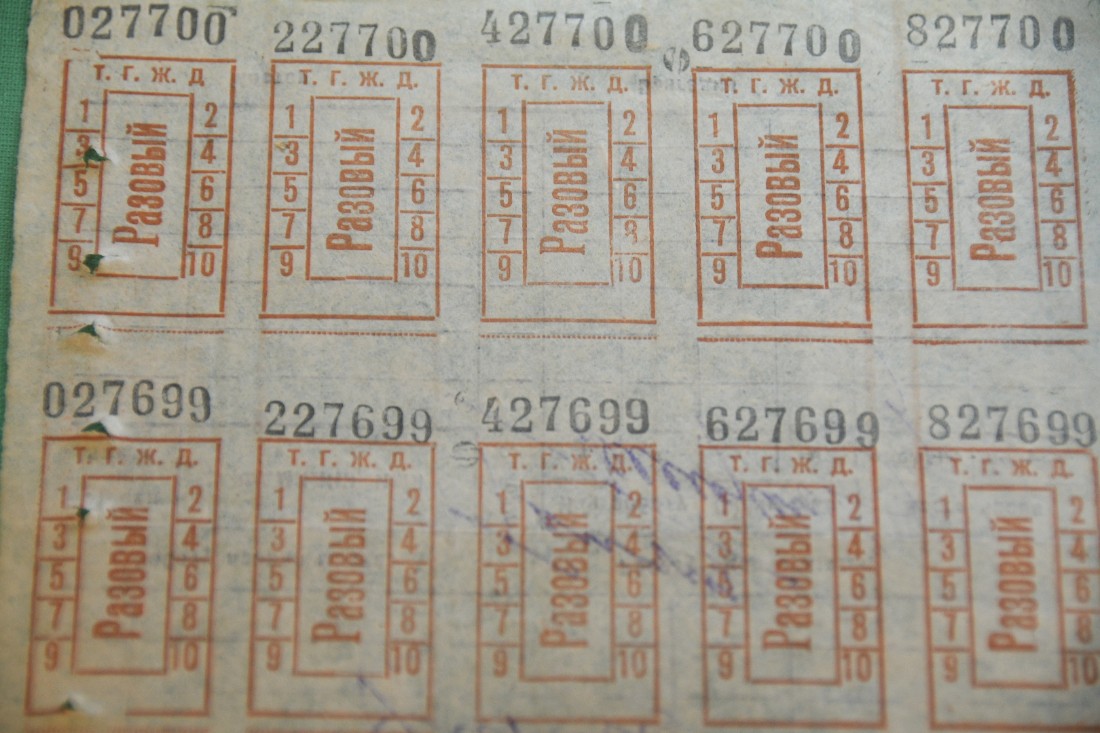 027700 227700 427700 627700 827700
Т. Г. Ж. Д Т. Г. Ж. Д. Т. Г. Ж. Д. Т. Г. Ж. Д. Т. Г. Ж. Д.
1 2 1 2 1 2 1 2 1 2
3 4 3 4 3 4 3 4 3 4
Разовый Разовый Разовый Разовый Разовый
5 6 5 6 5 6 5 6 5 6
7 8 7 8 7 8 7 8 7 8
9 10 9 10 9 10 9 10 9 10
027699 227699 427699 627699 827699
Т. Г. Ж. Д. Т. Г. Ж. Д. Т. Г. Ж. Д. Т. Г. Ж. Д. Т. Г. Ж. Д.
1 2 1 2 1 2 1 2 1 2
3 4 3 4 3 4 3 4 3 4
Разовый Разовый Разовый Разовый Разовый
5 6 5 6 5 6 5 6 5 6
7 8 7 8 7 8 7 8 7 8
9 10 9 10 9 10 9 10 9 10